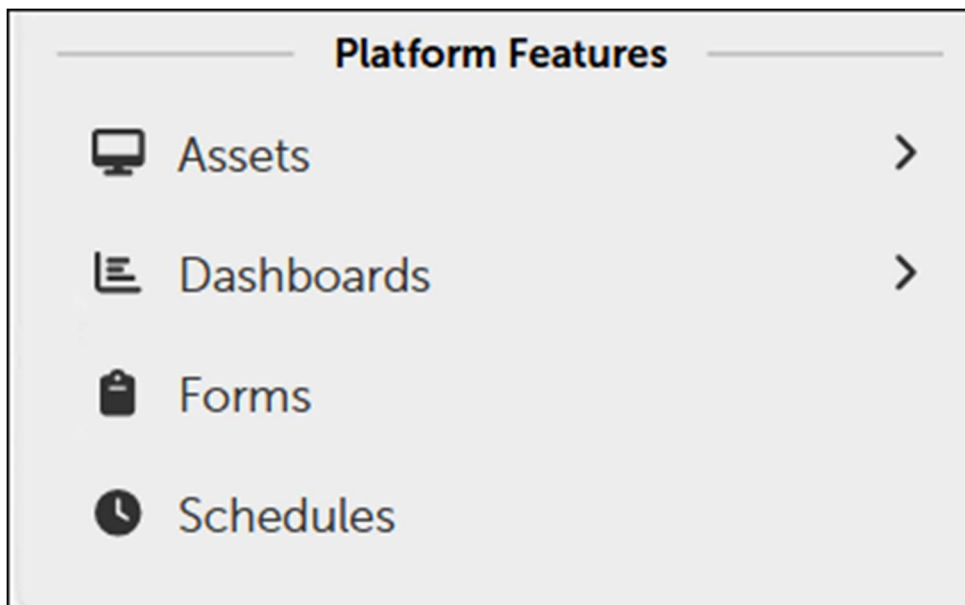 Platform Features
Assets
Dashboards
Forms
Schedules